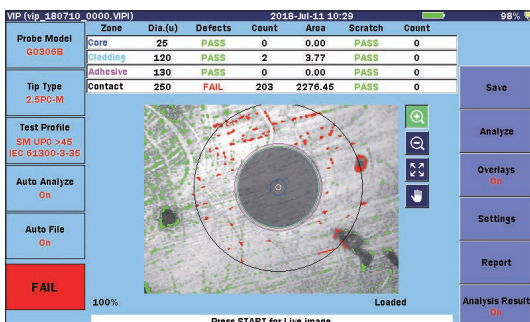 VIP (vip_180710_0000.VIPI) 2018-Jul-11 10:29 98%
Probe Model
G0306B
Tip Type
2.5PC-M
Test Profile
SM UPC >45
IEC 61300-3-35
Auto Analyze
On
Auto File
On
FAIL
Zone Dia.(u) Defects Count Area Scratch Count
Core 25 PASS 0 0.00 PASS 0
Cladding 120 PASS 2 3.77 PASS 0
Adhesive 130 PASS 0 0.00 PASS 0
Contact 250 FAIL 203 2276.45 PASS 0
100% Loaded
Press START for Live image
Save
Analyze
Overlays
On
Settings
Report
Analysis Result
On